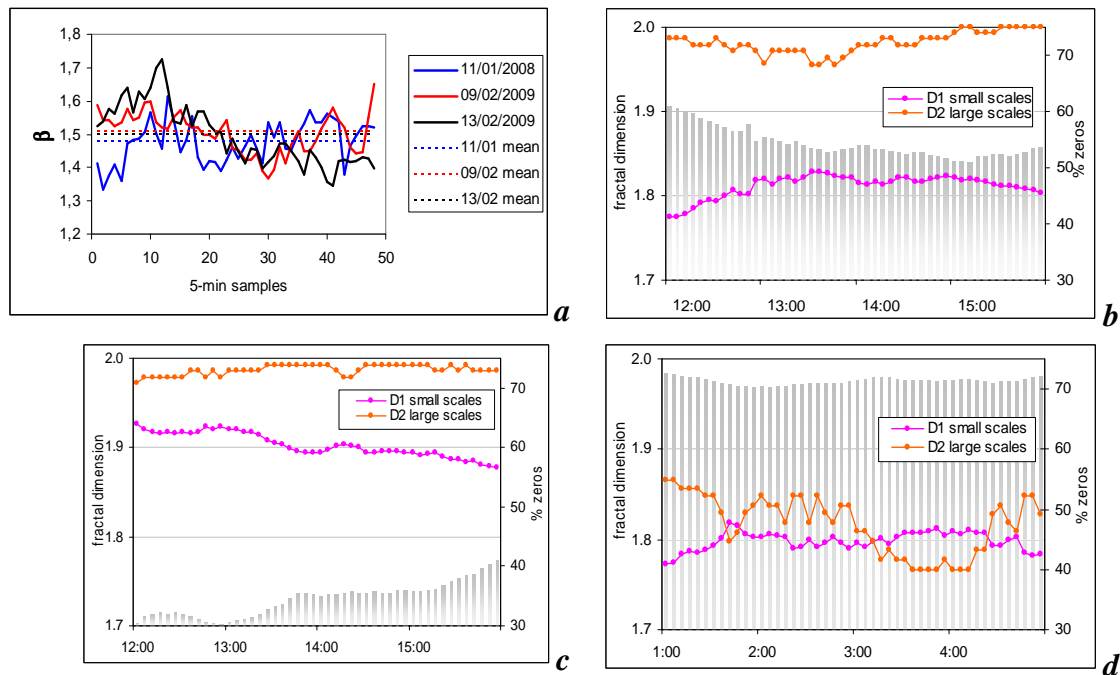 1,8
1,7
1,6
1,5
1,4
1,3
1,2
β
0 10 20 30 40 50
5-min samples
11/01/2008
09/02/2009
13/02/2009
11/01 mean
09/02 mean
13/02 mean
a
2.0
1.9
1.8
1.7
fractal dimension
D1 small scales
D2 large scales
70
60
50
40
30
% zeros
12:00 13:00 14:00 15:00
b
2.0
1.9
1.8
1.7
fractal dimension
D1 small scales
D2 large scales
70
60
50
40
30
% zeros
12:00 13:00 14:00 15:00
c
2.0
1.9
1.8
1.7
fractal dimension
D1 small scales
D2 large scales
70
60
50
40
30
% zeros
1:00 2:00 3:00 4:00
d